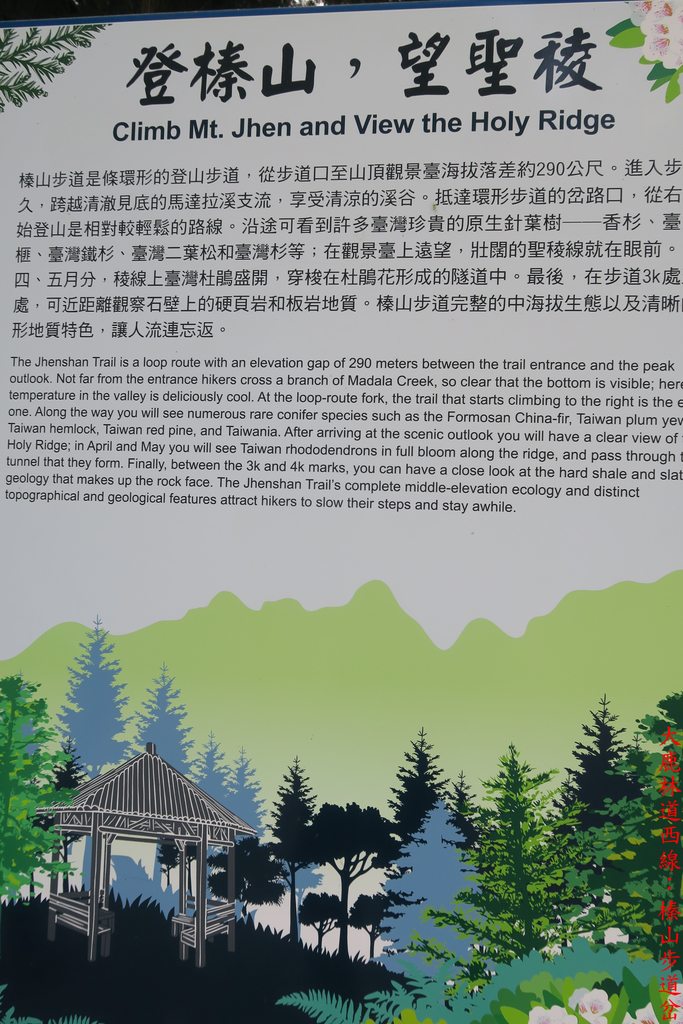 登榛山，望聖稜
Climb Mt. Jhen and View the Holy Ridge
榛山步道是條環形的登山步道，從步道口至山頂觀景臺海拔落差約290公尺。進入步
久，跨越清澈見底的馬達拉溪支流，享受清涼的溪谷。抵達環形步道的岔路口，從右
始登山是相對較輕鬆的路線。沿途可看到許多臺灣珍貴的原生針葉樹——香杉、臺
榧、臺灣鐵杉、臺灣二葉松和臺灣杉等；在觀景臺上遠望，壯闊的聖稜線就在眼前。
四、五月分，稜線上臺灣杜鵑盛開，穿梭在杜鵑花形成的隧道中。最後，在步道3k處
處，可近距離觀察石壁上的硬頁岩和板岩地質。榛山步道完整的中海拔生態以及清晰
形地質特色，讓人流連忘返。
The Jhenshan Trail is a loop route with an elevation gap of 290 meters between the trail entrance and the peak
outlook. Not far from the entrance hikers cross a branch of Madala Creek, so clear that the bottom is visible; here
temperature in the valley is deliciously cool. At the loop-route fork, the trail that starts climbing to the right is the e
one. Along the way you will see numerous rare conifer species such as the Formosan China-fir, Taiwan plum yew
Taiwan hemlock, Taiwan red pine, and Taiwania. After arriving at the scenic outlook you will have a clear view of
Holy Ridge; in April and May you will see Taiwan rhododendrons in full bloom along the ridge, and pass through
tunnel that they form. Finally, between the 3k and 4k marks, you can have a close look at the hard shale and slat
geology that makes up the rock face. The Jhenshan Trail's complete middle-elevation ecology and distinct
topographical and geological features attract hikers to slow their steps and stay awhile.
大鹿林道西線，榛山步道岔